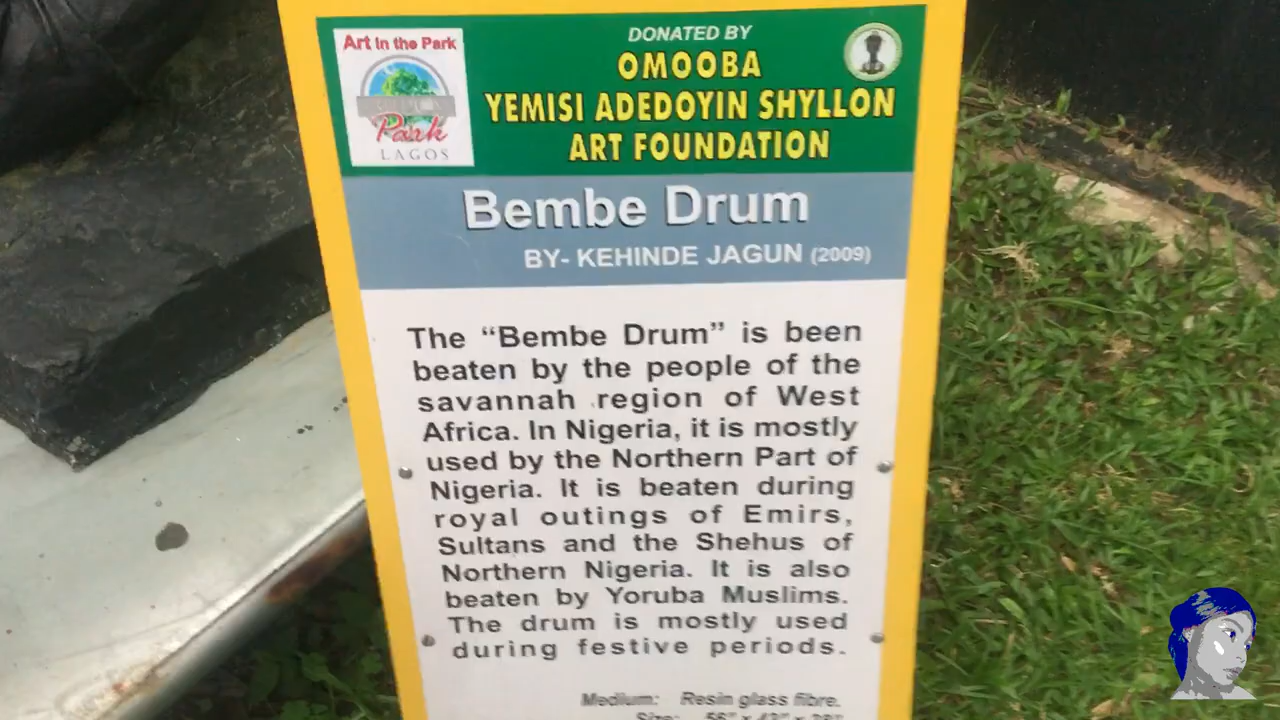 Art In the Park
Park
LAGOS
DONATED BY
OMOOBA
YEMISI ADEDOYIN SHYLLON
ART FOUNDATION
Bembe Drum
BY- KEHINDE JAGUN (2009)
The “Bembe Drum” is been
beaten by the people of the
savannah region of West
Africa. In Nigeria, it is mostly
used by the Northern Part of
Nigeria. It is beaten during
royal outings of Emirs,
Sultans and the Shehus of
Northern Nigeria. It is also
beaten by Yoruba Muslims.
The drum is mostly used
during festive periods.
Medium: Resin glass fibre.
Size: